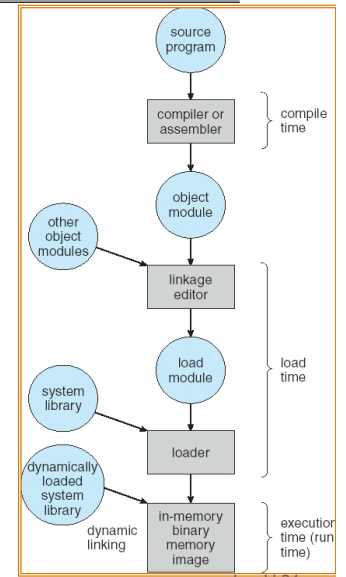 source
program
compiler or
assembler
compile
time
object
module
other
object
modules
linkage
editor
load
module
load
time
system
library
loader
dynamically
loaded
system
library
dynamic
linking
in-memory
binary
memory
image
execution
time (run
time)